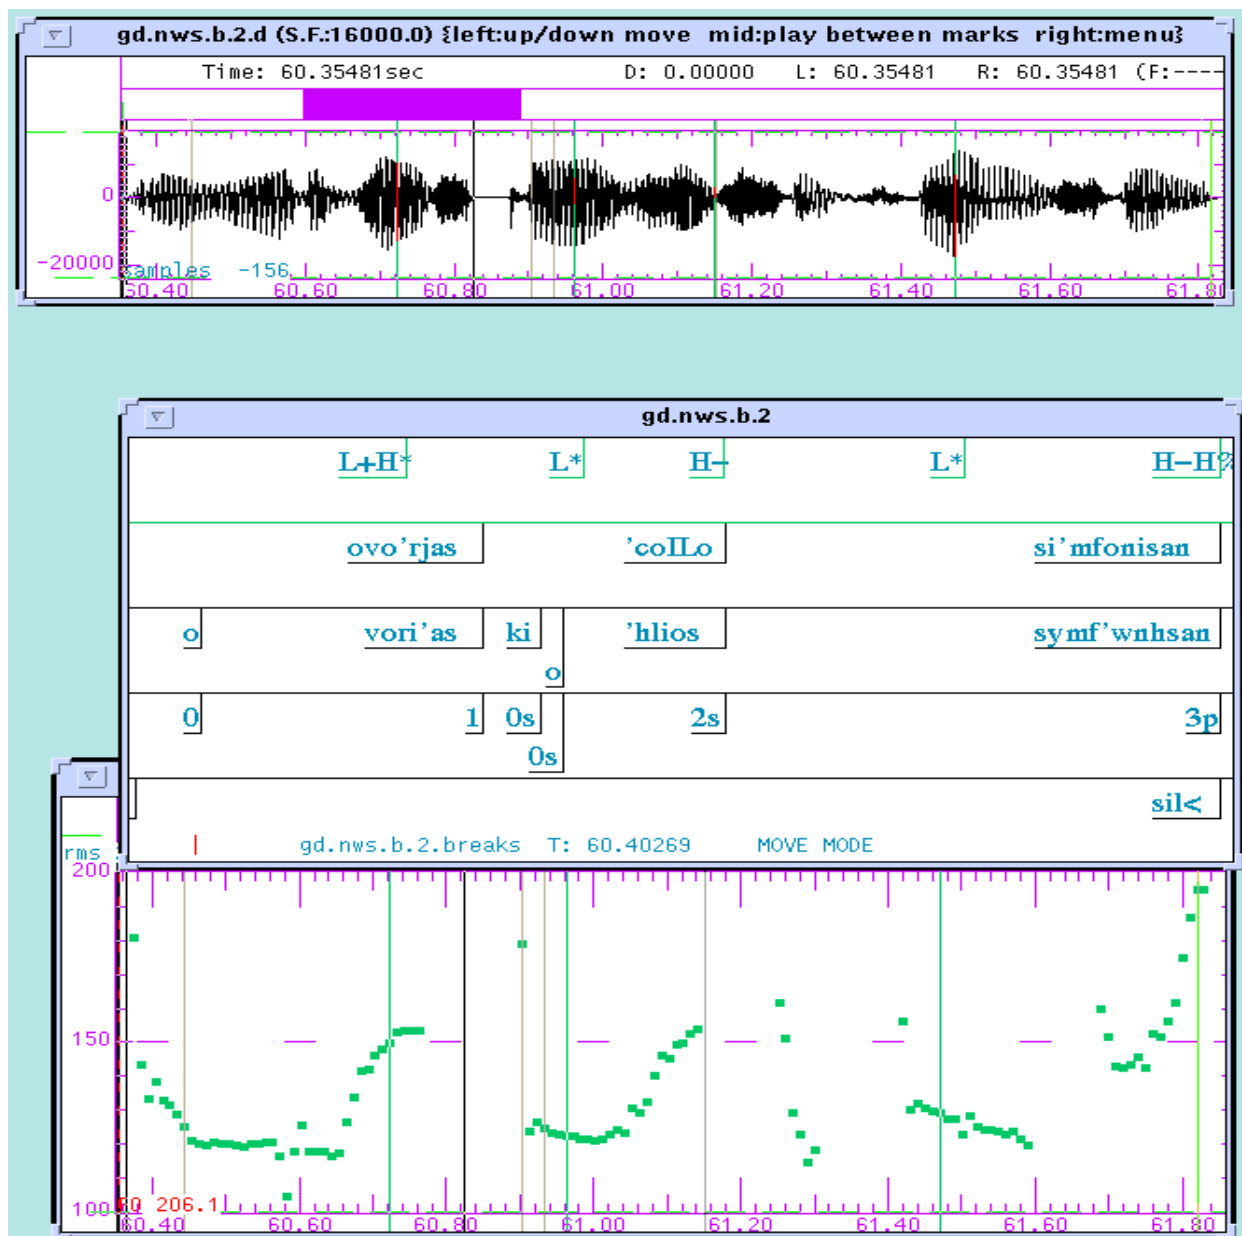 gd.nws.b.2.d (S.F.:16000.0) {left:up/down move mid:play between marks right:menu}
Time: 60.35481sec D: 0.00000 L: 60.35481 R: 60.35481 (F:----
0
-20000
samples -156
60.40 60.60 60.80 61.00 61.20 61.40 61.60 61.80
gd.nws.b.2
L+H* L* H- L* H-H%
ovo'rjas 'coILo si'mfonisan
o vori'as ki 'hlios symf'wnhsan
o
0 1 0s 2s 3p
0s
sil<
gd.nws.b.2.breaks T: 60.40269 MOVE MODE
rms
200
150
100
F0 206.1
60.40 60.60 60.80 61.00 61.20 61.40 61.60 61.80